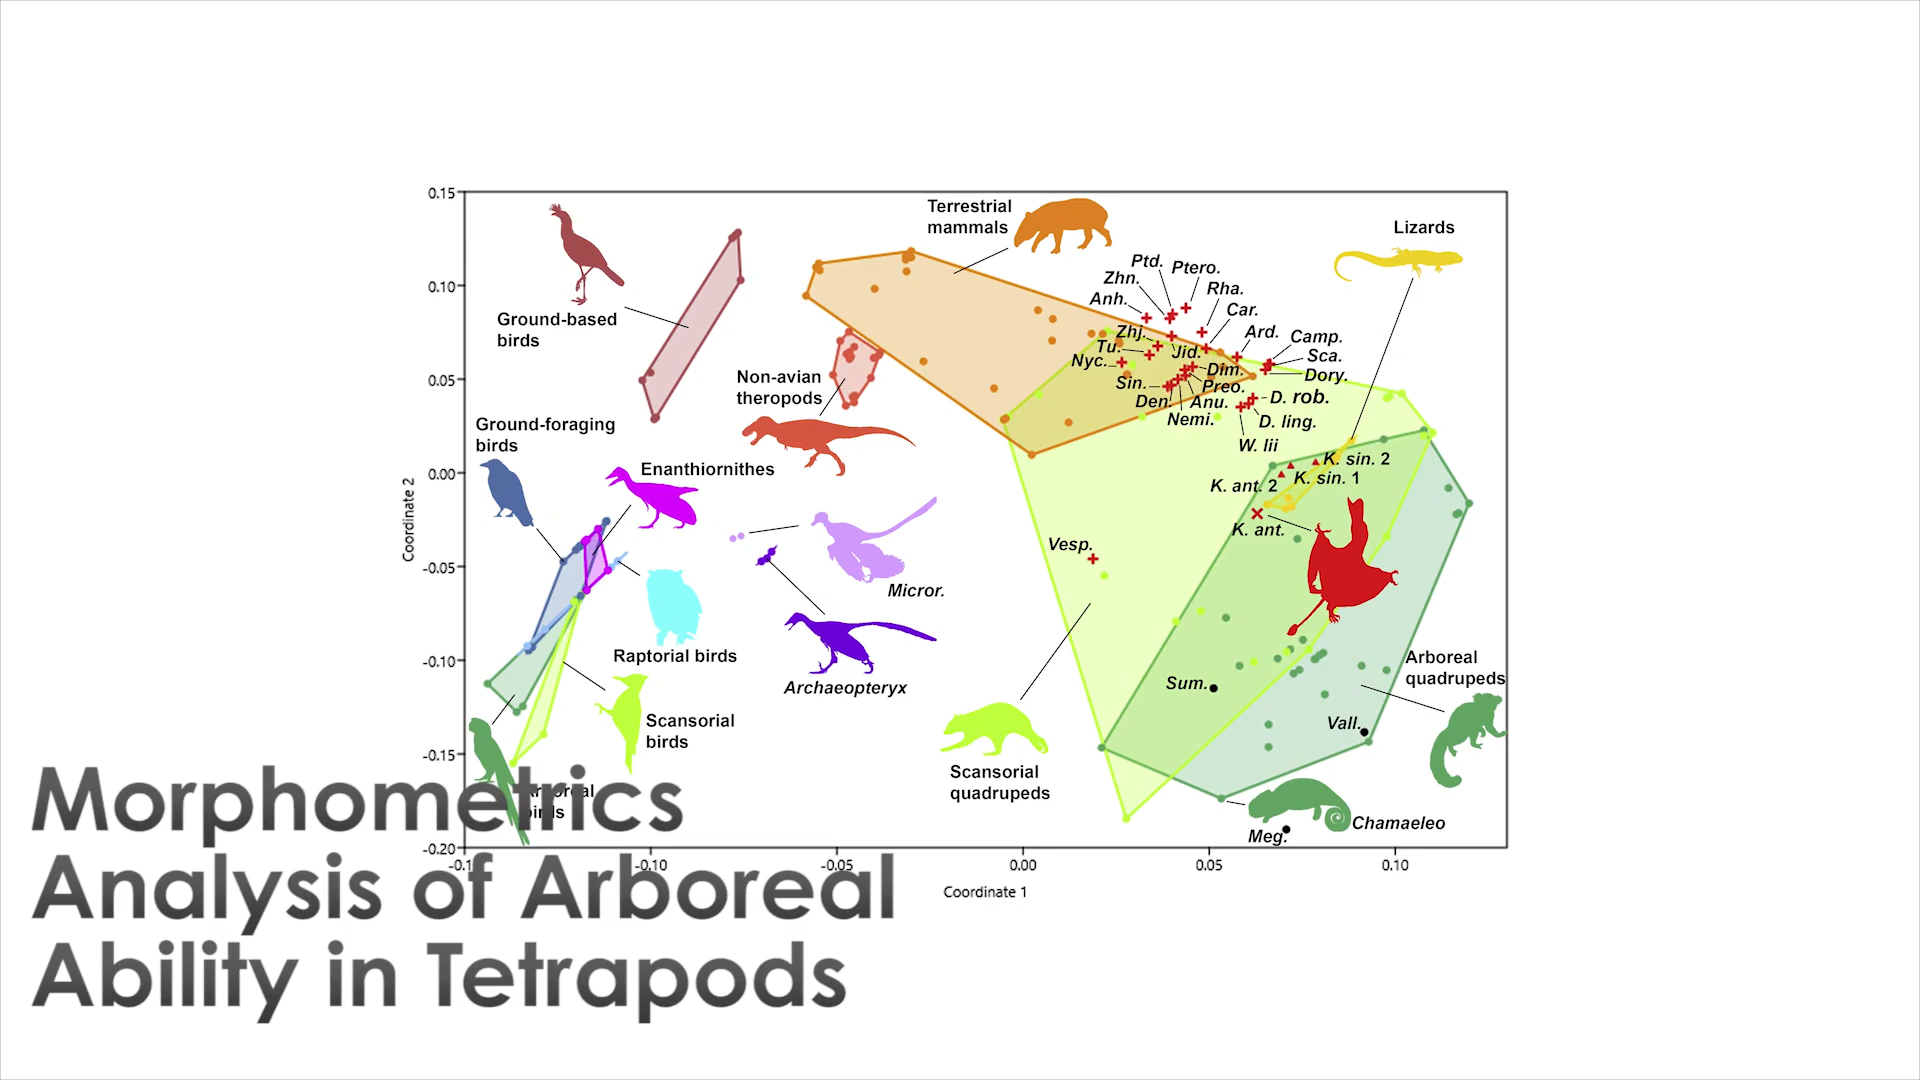 0.15
0.10
0.05
0.00
-0.05
-0.10
-0.15
-0.20
Coordinate 2
Terrestrial
mammals
Lizards
Ground-based
birds
Ptd.
Ptero.
Zhn.
Rha.
Anh.
Car.
Zhj.
Ard.
Camp.
Tu.
Jid.
Sca.
Nyc.
Dim.
Dory.
Sin.
Preo.
D. rob.
Den.
Anu.
D. ling.
Nemi.
W. lii
Non-avian
theropods
Ground-foraging
birds
Enanthiornithes
K. sin. 2
K. sin. 1
K. ant. 2
K. ant.
Vesp.
Micror.
Raptorial birds
Archaeopteryx
Arboreal
quadrupeds
Sum.
Scansorial
birds
Vall.
Scansorial
quadrupeds
Arboreal
birds
Chamaeleo
Meg.
-0.10
-0.05
0.00
0.05
0.10
Coordinate 1
Morphometrics
Analysis of Arboreal
Ability in Tetrapods